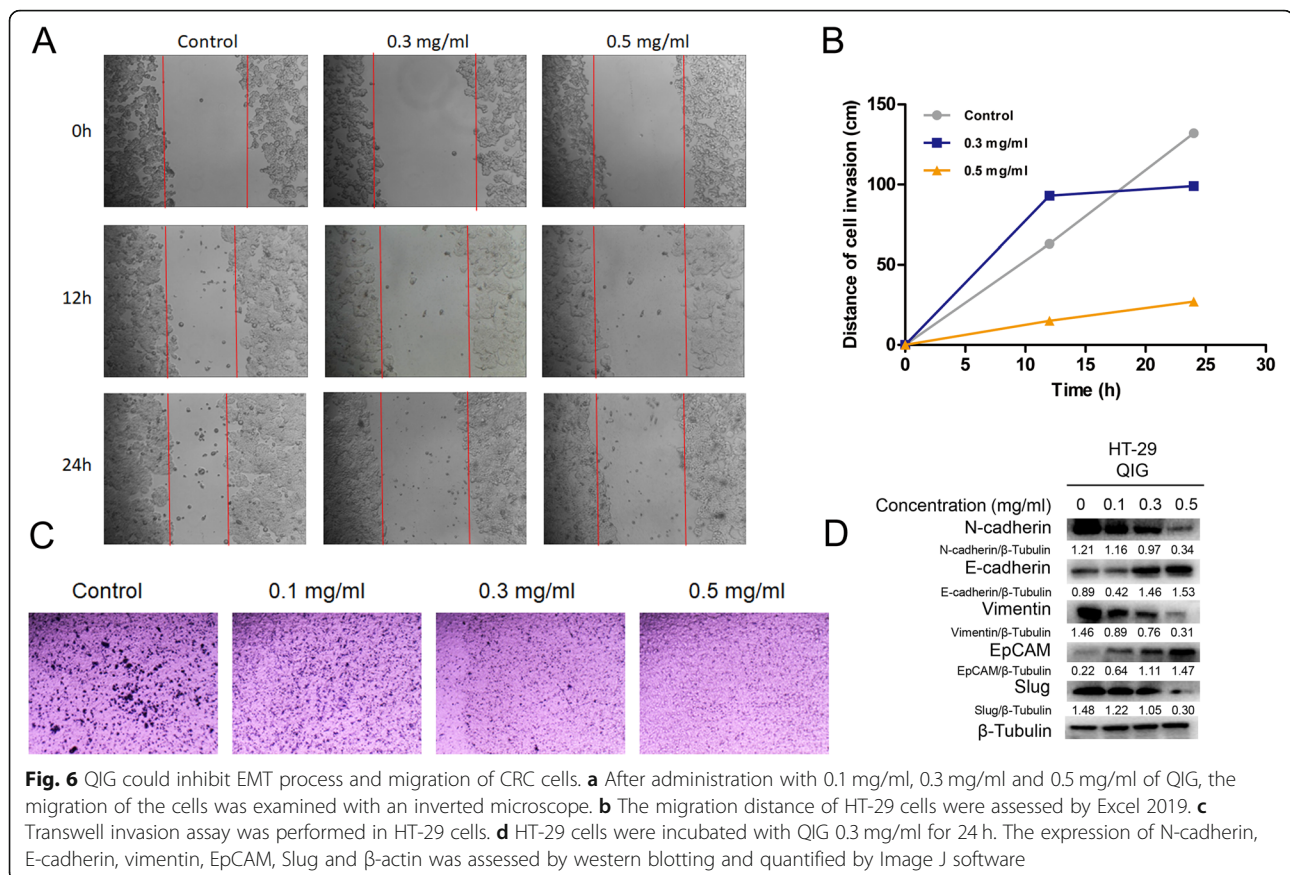 A
Control 0.3 mg/ml 0.5 mg/ml
0h
12h
24h
B
Distance of cell invasion (cm)
150
100
50
0
Control
0.3 mg/ml
0.5 mg/ml
0 5 10 15 20 25 30
Time (h)
C
Control 0.1 mg/ml 0.3 mg/ml 0.5 mg/ml
D
HT-29
QIG
Concentration (mg/ml) 0 0.1 0.3 0.5
N-cadherin
N-cadherin/β-Tubulin 1.21 1.16 0.97 0.34
E-cadherin
E-cadherin/β-Tubulin 0.89 0.42 1.46 1.53
Vimentin
Vimentin/β-Tubulin 1.46 0.89 0.76 0.31
EpCAM
EpCAM/β-Tubulin 0.22 0.64 1.11 1.47
Slug
Slug/β-Tubulin 1.48 1.22 1.05 0.30
β-Tubulin
Fig. 6 QIG could inhibit EMT process and migration of CRC cells. a After administration with 0.1 mg/ml, 0.3 mg/ml and 0.5 mg/ml of QIG, the
migration of the cells was examined with an inverted microscope. b The migration distance of HT-29 cells were assessed by Excel 2019. c
Transwell invasion assay was performed in HT-29 cells. d HT-29 cells were incubated with QIG 0.3 mg/ml for 24 h. The expression of N-cadherin,
E-cadherin, vimentin, EpCAM, Slug and β-actin was assessed by western blotting and quantified by Image J software